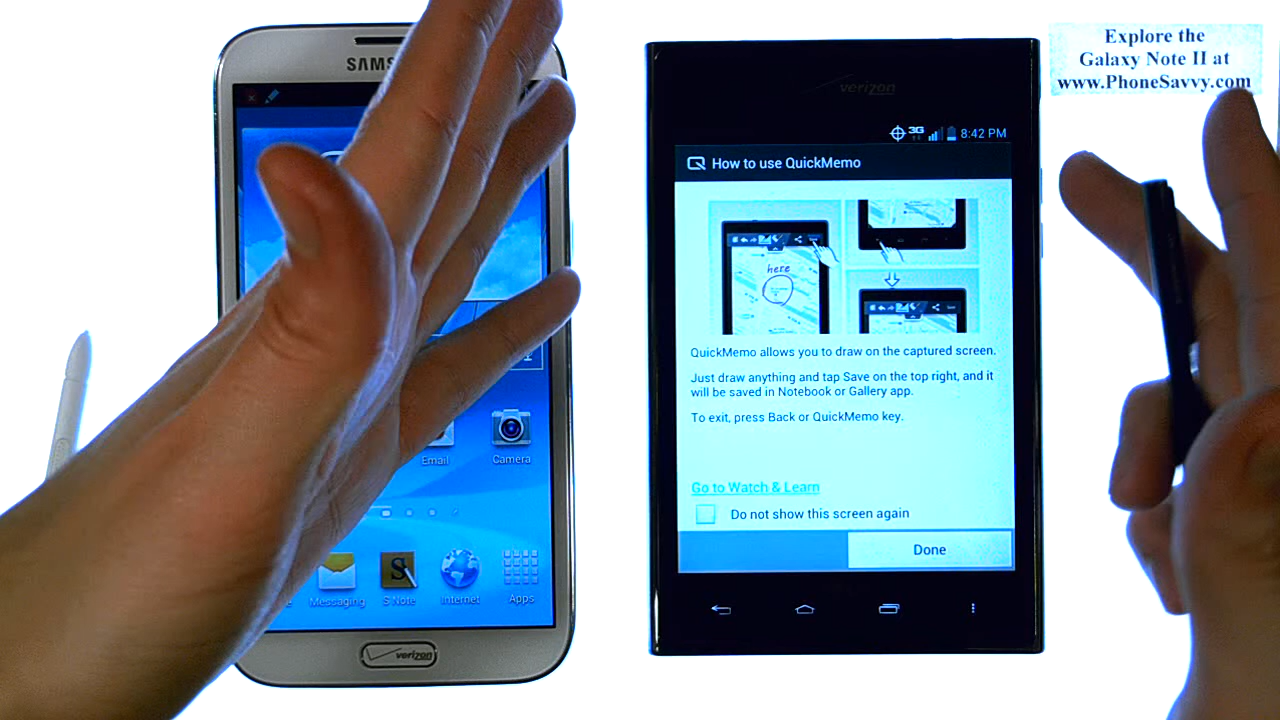 SAMS
Email
Camera
Messaging
S Note
Internet
Apps
verizon
verizon
3G
8:42 PM
How to use QuickMemo
here
QuickMemo allows you to draw on the captured screen.
Just draw anything and tap Save on the top right, and it
will be saved in Notebook or Gallery app.
To exit, press Back or QuickMemo key.
Go to Watch & Learn
Do not show this screen again
Done
Explore the
Galaxy Note II at
www.PhoneSavvy.com